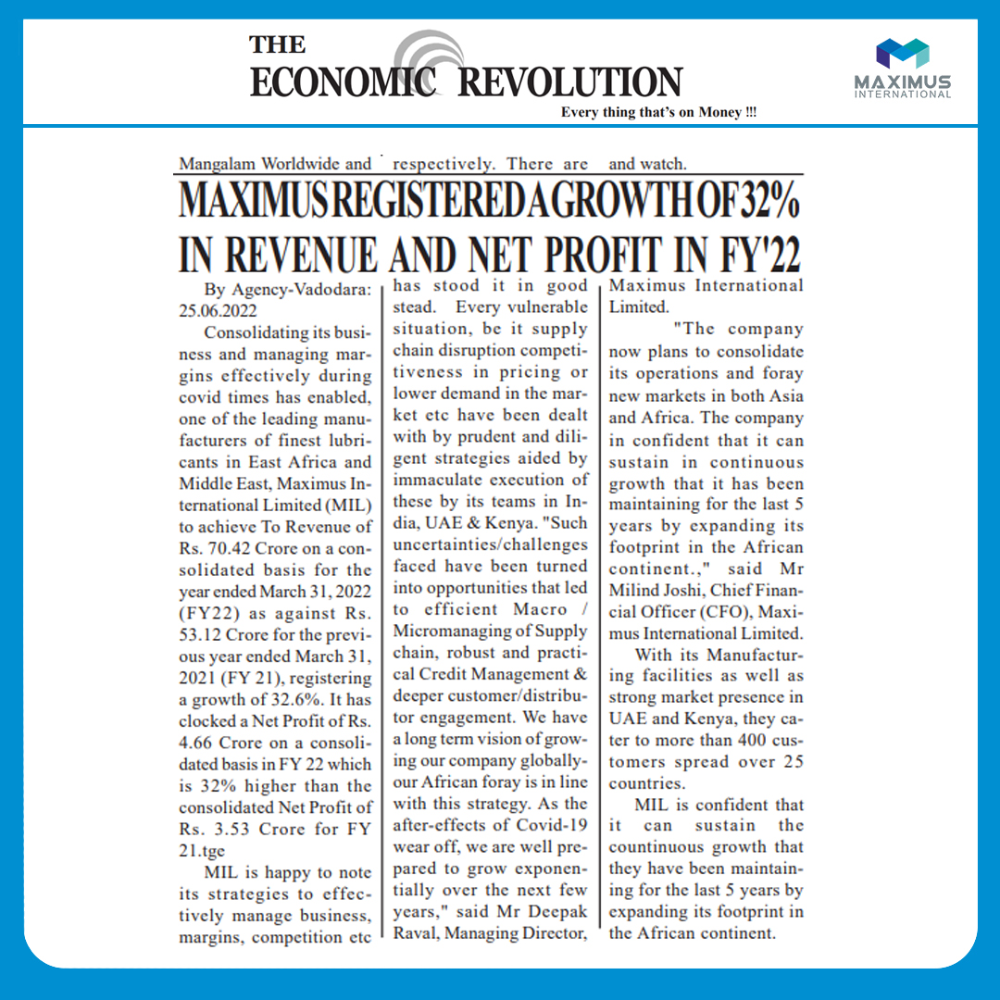 THE
ECONOMIC REVOLUTION
Every thing that's on Money !!!
MAXIMUS
INTERNATIONAL
Mangalam Worldwide and
respectively. There are
and watch.
MAXIMUS REGISTERED A GROWTH OF 32%
IN REVENUE AND NET PROFIT IN FY'22
By Agency-Vadodara:
25.06.2022
Consolidating its busi-
ness and managing mar-
gins effectively during
covid times has enabled,
one of the leading manu-
facturers of finest lubri-
cants in East Africa and
Middle East, Maximus In-
ternational Limited (MIL)
to achieve To Revenue of
Rs. 70.42 Crore on a con-
solidated basis for the
year ended March 31, 2022
(FY22) as against Rs.
53.12 Crore for the previ-
ous year ended March 31,
2021 (FY 21), registering
a growth of 32.6%. It has
clocked a Net Profit of Rs.
4.66 Crore on a consoli-
dated basis in FY 22 which
is 32% higher than the
consolidated Net Profit of
Rs. 3.53 Crore for FY
21.tge
MIL is happy to note
its strategies to effec-
tively manage business,
margins, competition etc
has stood it in good
stead. Every vulnerable
situation, be it supply
chain disruption competi-
tiveness in pricing or
lower demand in the mar-
ket etc have been dealt
with by prudent and dili-
gent strategies aided by
immaculate execution of
these by its teams in In-
dia, UAE & Kenya. "Such
uncertainties/challenges
faced have been turned
into opportunities that led
to efficient Macro /
Micromanaging of Supply
chain, robust and practi-
cal Credit Management &
deeper customer/distribu-
tor engagement. We have
a long term vision of grow-
ing our company globally-
our African foray is in line
with this strategy. As the
after-effects of Covid-19
wear off, we are well pre-
pared to grow exponen-
tially over the next few
years," said Mr Deepak
Raval, Managing Director,
Maximus International
Limited.
"The company
now plans to consolidate
its operations and foray
new markets in both Asia
and Africa. The company
in confident that it can
sustain in continuous
growth that it has been
maintaining for the last 5
years by expanding its
footprint in the African
continent.," said Mr
Milind Joshi, Chief Finan-
cial Officer (CFO), Maxi-
mus International Limited.
With its Manufactur-
ing facilities as well as
strong market presence in
UAE and Kenya, they ca-
ter to more than 400 cus-
tomers spread over 25
countries.
MIL is confident that
it can sustain the
countinuous growth that
they have been maintain-
ing for the last 5 years by
expanding its footprint in
the African continent.